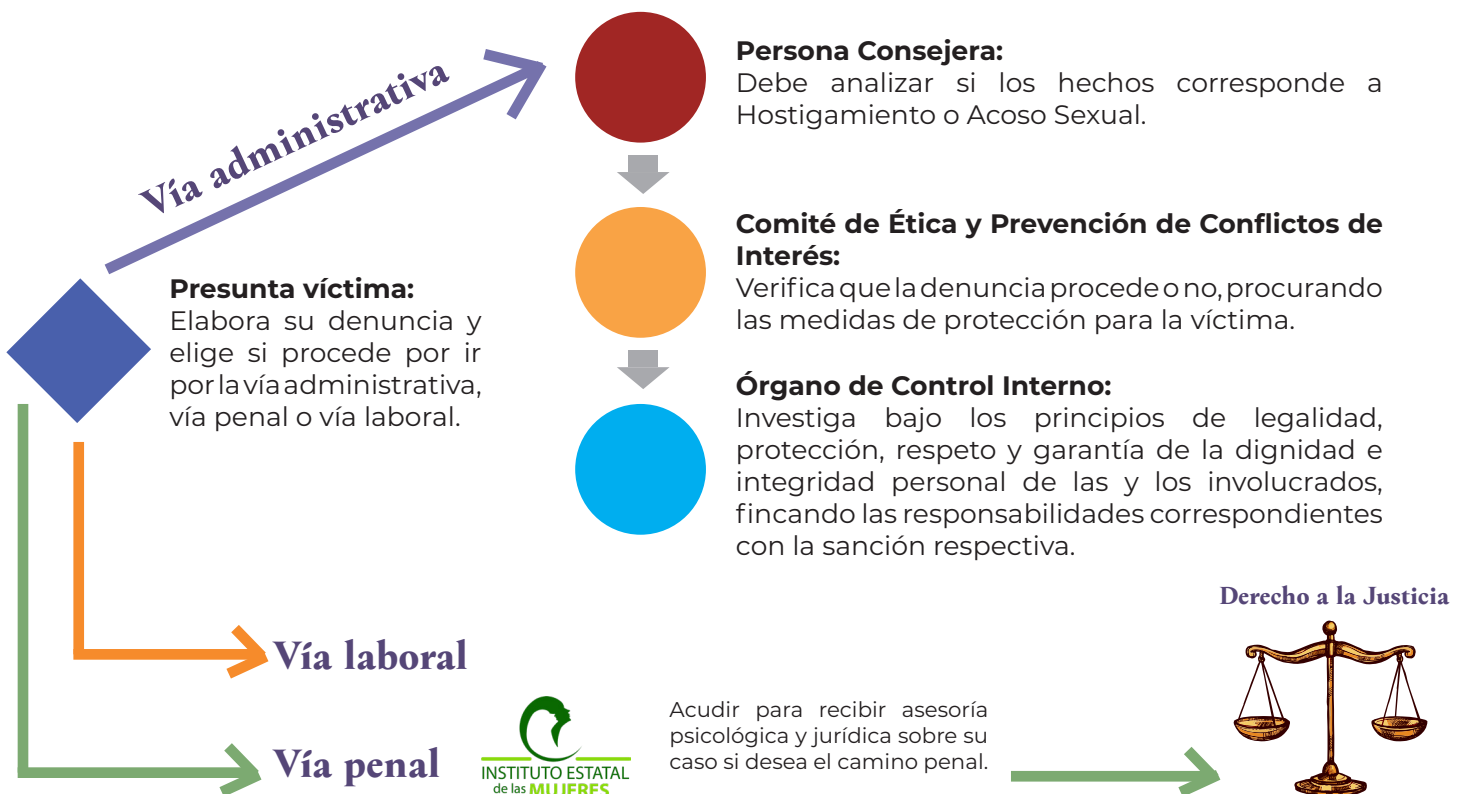 Vía administrativa
Persona Consejera:
Debe analizar si los hechos corresponde a
Hostigamiento o Acoso Sexual.
Comité de Ética y Prevención de Conflictos de
Interés:
Verifica que la denuncia procede o no, procurando
las medidas de protección para la víctima.
Presunta víctima:
Elabora su denuncia y
elige si procede por ir
por la vía administrativa,
vía penal o vía laboral.
Órgano de Control Interno:
Investiga bajo los principios de legalidad,
protección, respeto y garantía de la dignidad e
integridad personal de las y los involucrados,
fincando las responsabilidades correspondientes
con la sanción respectiva.
Derecho a la Justicia
Vía laboral
Vía penal
INSTITUTO ESTATAL
de las MUJERES
Acudir para recibir asesoría
psicológica y jurídica sobre su
caso si desea el camino penal.